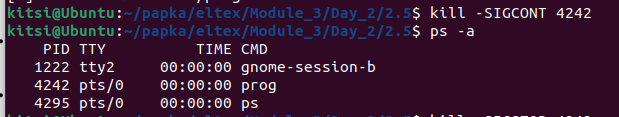 kitsi@Ubuntu:~/papka/eltex/Module_3/Day_2/2.5$ kill -SIGCONT 4242
kitsi@Ubuntu:~/papka/eltex/Module_3/Day_2/2.5$ ps -a
PID TTY TIME CMD
1222 tty2 00:00:00 gnome-session-b
4242 pts/0 00:00:00 prog
4295 pts/0 00:00:00 ps